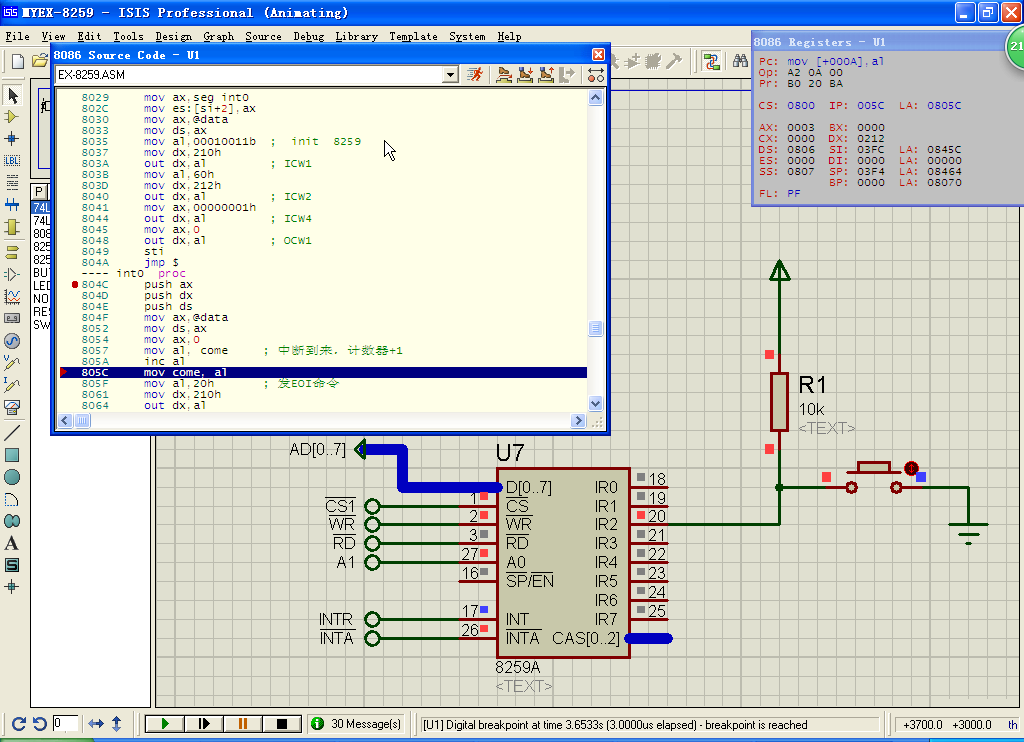 MYEX-8259 - ISIS Professional (Animating)
File View Edit Tools Design Graph Source Debug Library Template System Help
8086 Source Code - U1
EX-8259.ASM
8029 mov ax,seg int0
802C mov es:[si+2],ax
8030 mov ax,@data
8033 mov ds,ax
8035 mov al,00010011b ; init 8259
8037 mov dx,210h
803A out dx,al ; ICW1
803B mov al,60h
803D mov dx,212h
8040 out dx,al ; ICW2
8041 mov ax,00000001h
8044 out dx,al ; ICW4
8045 mov ax,0
8048 out dx,al ; OCW1
8049 sti
804A jmp $
---- int0 proc
804C push ax
804D push dx
804E push ds
804F mov ax,@data
8052 mov ds,ax
8054 mov ax,0
8057 mov al, come ; 中断到来，计数器+1
805A inc al
805C mov come, al
805F mov al,20h ; 发EOI命令
8061 mov dx,210h
8064 out dx,al
8086 Registers - U1
Pc: mov [+000A],al
Op: A2 0A 00
Pr: B0 20 BA
CS: 0800 IP: 005C LA: 0805C
AX: 0003 BX: 0000
CX: 0000 DX: 0212
DS: 0806 SI: 03FC LA: 0845C
ES: 0000 DI: 0000 LA: 00000
SS: 0807 SP: 03F4 LA: 08464
BP: 0000 LA: 08070
FL: PF
21
LBL
A
S
P
74L
74L
808
825
825
BUT
LED
NO
RES
SW
R1
10k
<TEXT>
AD[0..7]
U7
D[0..7]
CS
WR
RD
A0
SP/EN
INT
INTA
IR0
IR1
IR2
IR3
IR4
IR5
IR6
IR7
CAS[0..2]
1
2
3
27
16
17
26
18
19
20
21
22
23
24
25
CS1
WR
RD
A1
INTR
INTA
8259A
<TEXT>
0
30 Message(s)
[U1] Digital breakpoint at time 3.6533s (3.0000us elapsed) - breakpoint is reached
+3700.0 +3000.0 th